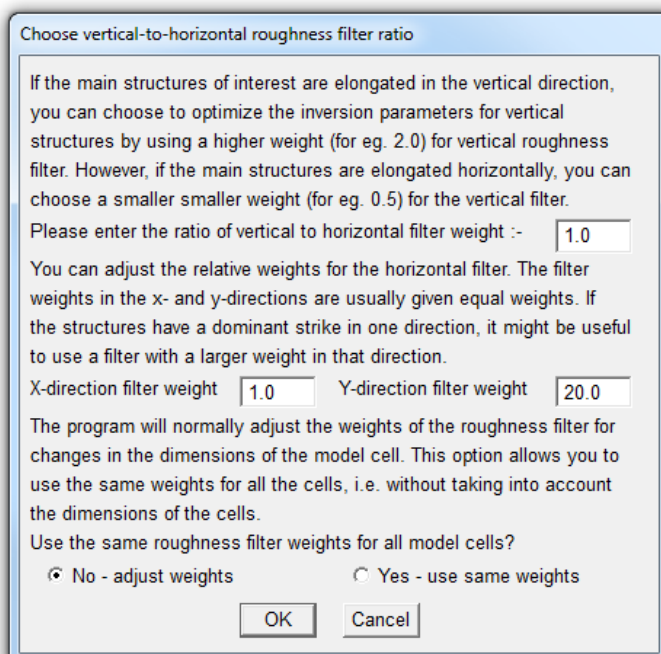 Choose vertical-to-horizontal roughness filter ratio
If the main structures of interest are elongated in the vertical direction,
you can choose to optimize the inversion parameters for vertical
structures by using a higher weight (for eg. 2.0) for vertical roughness
filter. However, if the main structures are elongated horizontally, you can
choose a smaller smaller weight (for eg. 0.5) for the vertical filter.
Please enter the ratio of vertical to horizontal filter weight :- 1.0
You can adjust the relative weights for the horizontal filter. The filter
weights in the x- and y-directions are usually given equal weights. If
the structures have a dominant strike in one direction, it might be useful
to use a filter with a larger weight in that direction.
X-direction filter weight 1.0 Y-direction filter weight 20.0
The program will normally adjust the weights of the roughness filter for
changes in the dimensions of the model cell. This option allows you to
use the same weights for all the cells, i.e. without taking into account
the dimensions of the cells.
Use the same roughness filter weights for all model cells?
No - adjust weights Yes - use same weights
OK Cancel